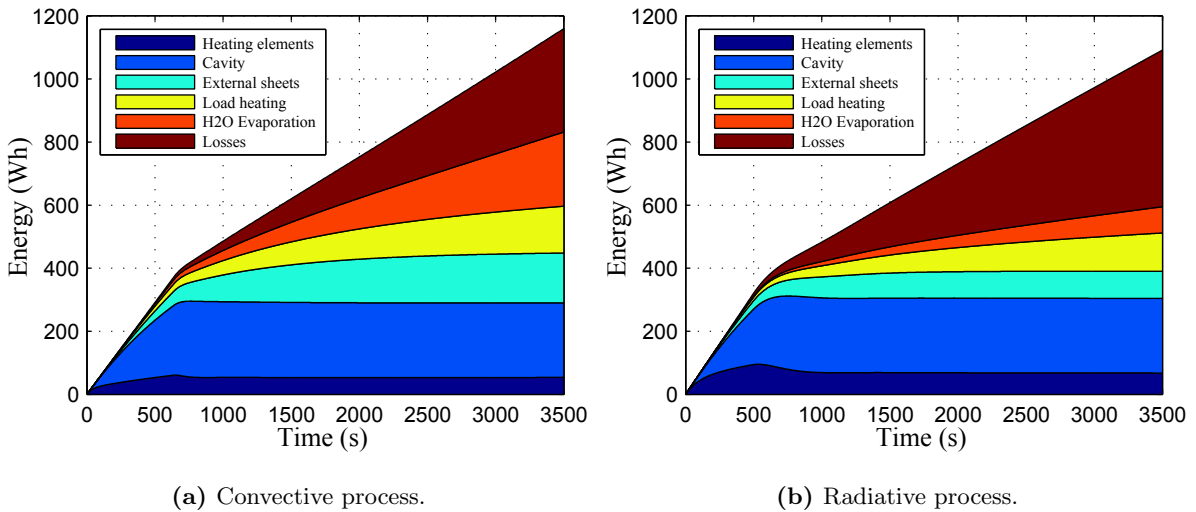 1200
1000
800
600
400
200
0
Energy (Wh)
Heating elements
Cavity
External sheets
Load heating
H2O Evaporation
Losses
0 500 1000 1500 2000 2500 3000 3500
Time (s)
(a) Convective process.
1200
1000
800
600
400
200
0
Energy (Wh)
Heating elements
Cavity
External sheets
Load heating
H2O Evaporation
Losses
0 500 1000 1500 2000 2500 3000 3500
Time (s)
(b) Radiative process.